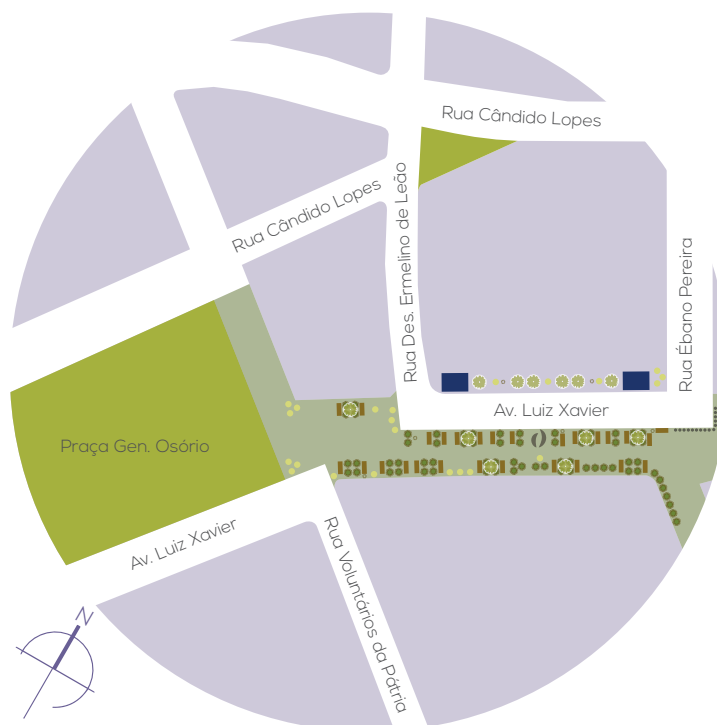 Rua Cândido Lopes
Rua Cândido Lopes
Rua Des. Ermelino de Leão
Rua Ébano Pereira
Av. Luiz Xavier
Praça Gen. Osório
Av. Luiz Xavier
Rua Voluntários da Pátria
N